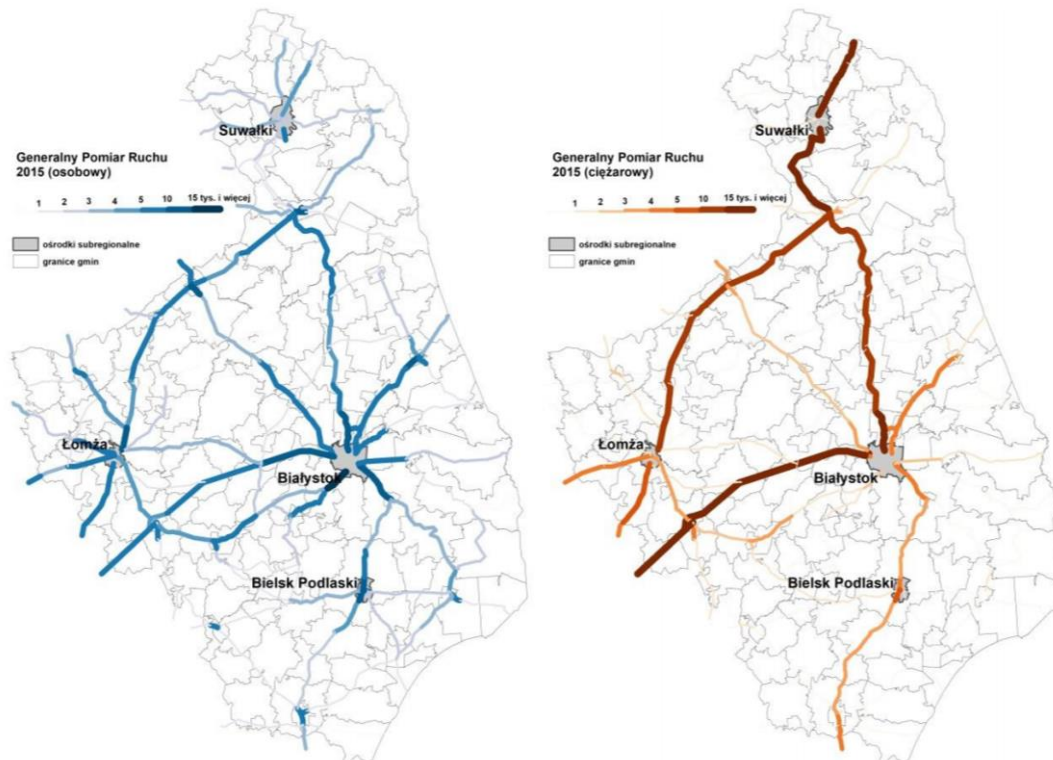 Suwałki
Generalny Pomiar Ruchu
2015 (osobowy)
1 2 3 4 5 10 15 tys. i więcej
ośrodki subregionalne
granice gmin
Łomża
Białystok
Bielsk Podlaski
Suwałki
Generalny Pomiar Ruchu
2015 (ciężarowy)
1 2 3 4 5 10 15 tys. i więcej
ośrodki subregionalne
granice gmin
Łomża
Białystok
Bielsk Podlaski